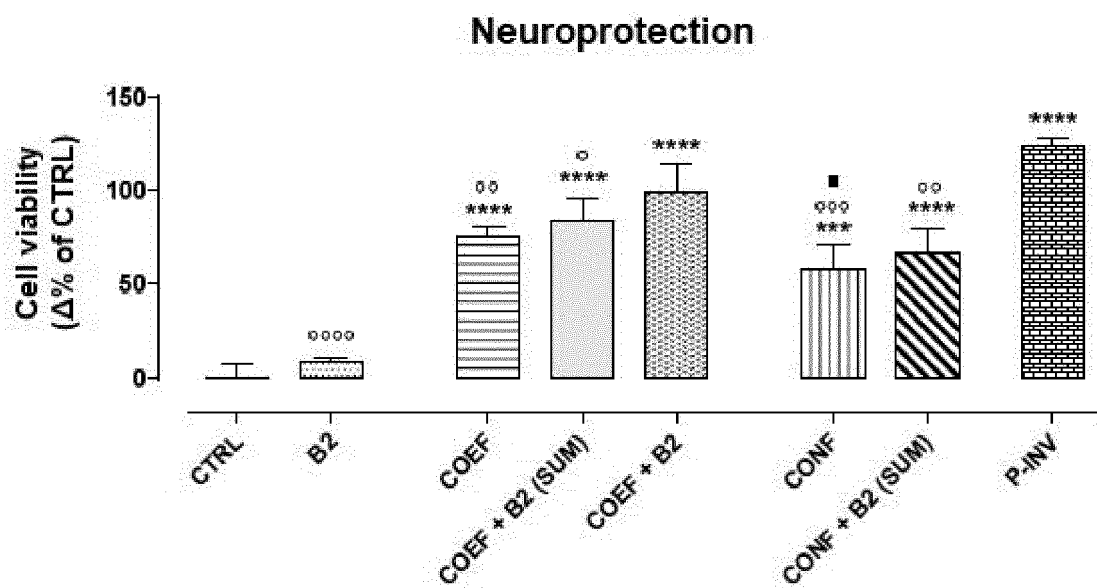 Neuroprotection
Cell viability
(Δ% of CTRL)
150
100
50
0
°°°°
°°
****
°
****
****
■
°°°
***
°°
****
****
CTRL
B2
COEF
COEF + B2 (SUM)
COEF + B2
CONF
CONF + B2 (SUM)
P-INV